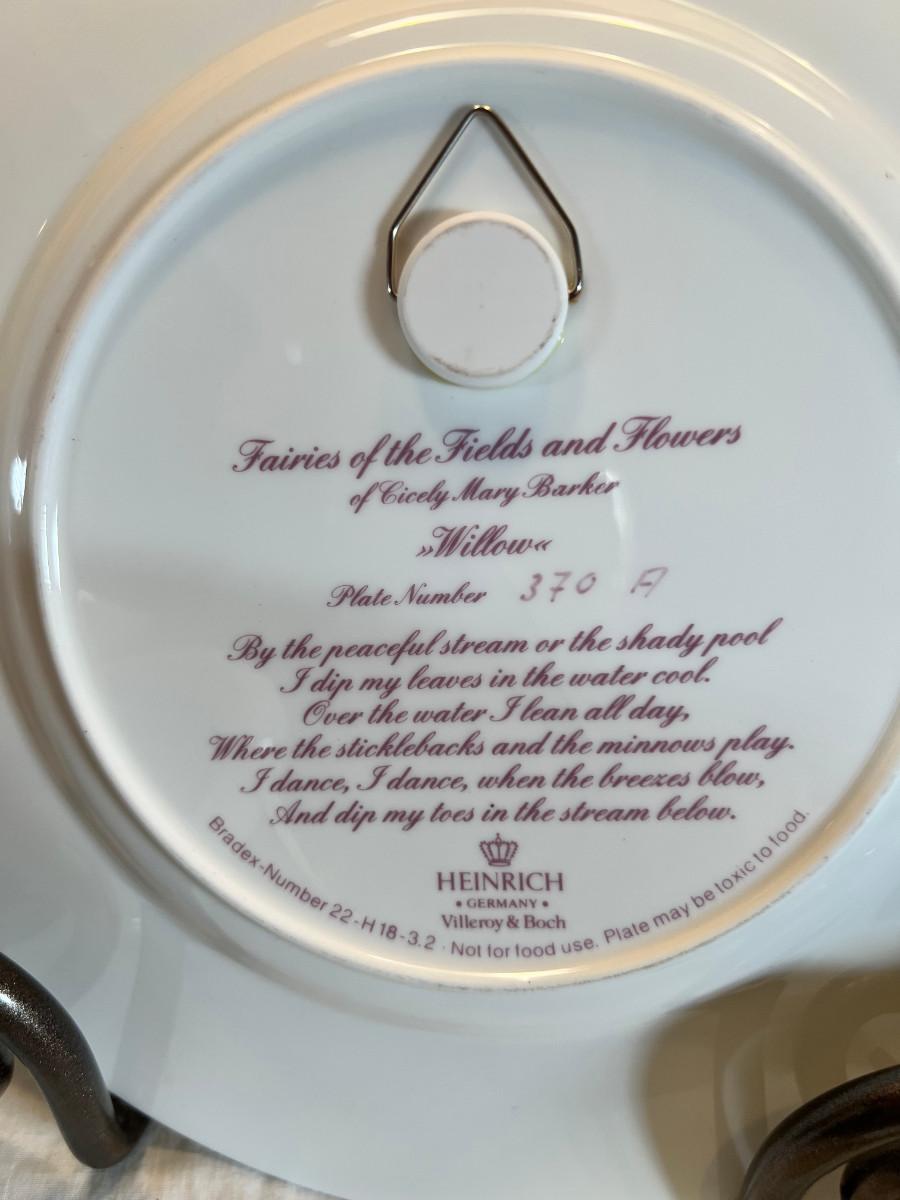 Fairies of the Fields and Flowers
of Cicely Mary Barker
»Willow«
Plate Number 370 A
By the peaceful stream or the shady pool
I dip my leaves in the water cool.
Over the water I lean all day,
Where the sticklebacks and the minnows play.
I dance, I dance, when the breezes blow,
And dip my toes in the stream below.
HEINRICH
• GERMANY •
Villeroy & Boch
Bradex-Number 22-H18-3.2 · Not for food use. Plate may be toxic to food.